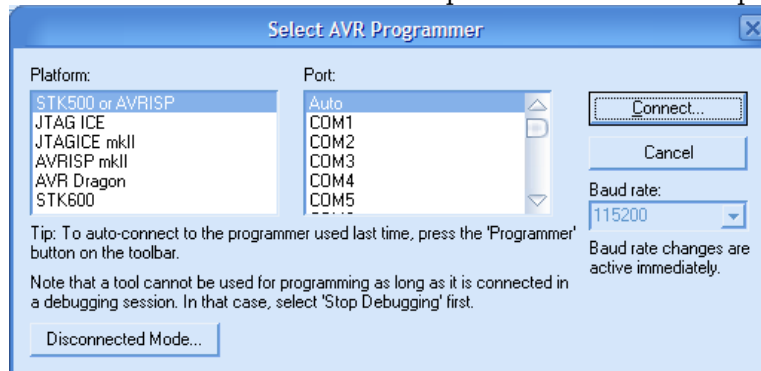 Select AVR Programmer
Platform:
STK500 or AVRISP
JTAG ICE
JTAGICE mkII
AVRISP mkII
AVR Dragon
STK600
Port:
Auto
COM1
COM2
COM3
COM4
COM5
Connect...
Cancel
Baud rate:
115200
Baud rate changes are
active immediately.
Tip: To auto-connect to the programmer used last time, press the 'Programmer'
button on the toolbar.
Note that a tool cannot be used for programming as long as it is connected in
a debugging session. In that case, select 'Stop Debugging' first.
Disconnected Mode...